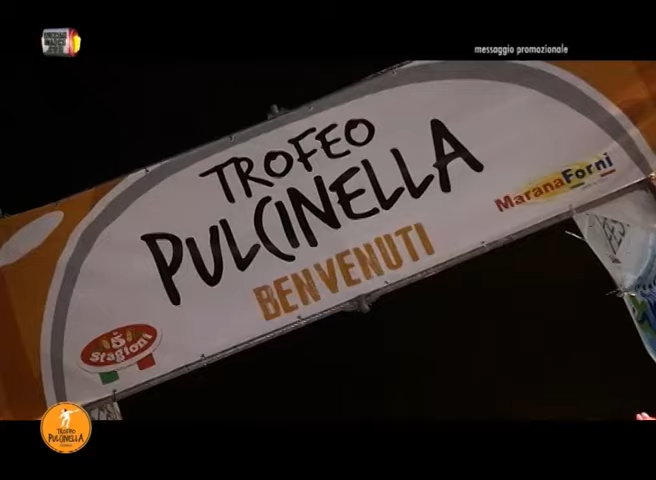 messaggio promozionale
TROFEO
PULCINELLA
BENVENUTI
MaranaForni
5
Stagioni
TROFEO
PULCINELLA